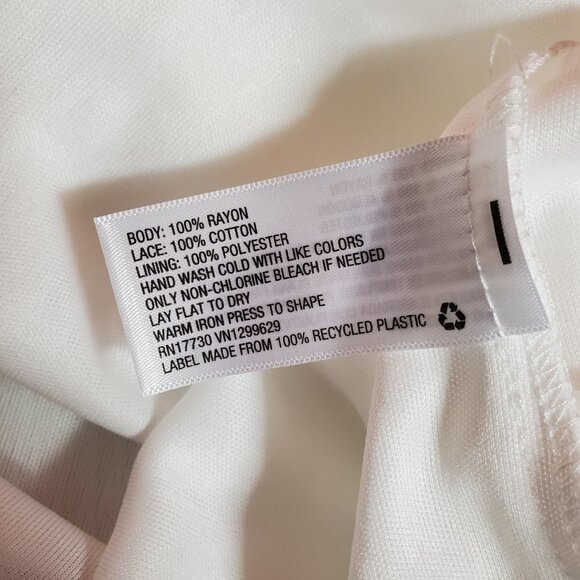 BODY: 100% RAYON
LACE: 100% COTTON
LINING: 100% POLYESTER
HAND WASH COLD WITH LIKE COLORS
ONLY NON-CHLORINE BLEACH IF NEEDED
LAY FLAT TO DRY
WARM IRON PRESS TO SHAPE
RN17730 VN1299629
LABEL MADE FROM 100% RECYCLED PLASTIC